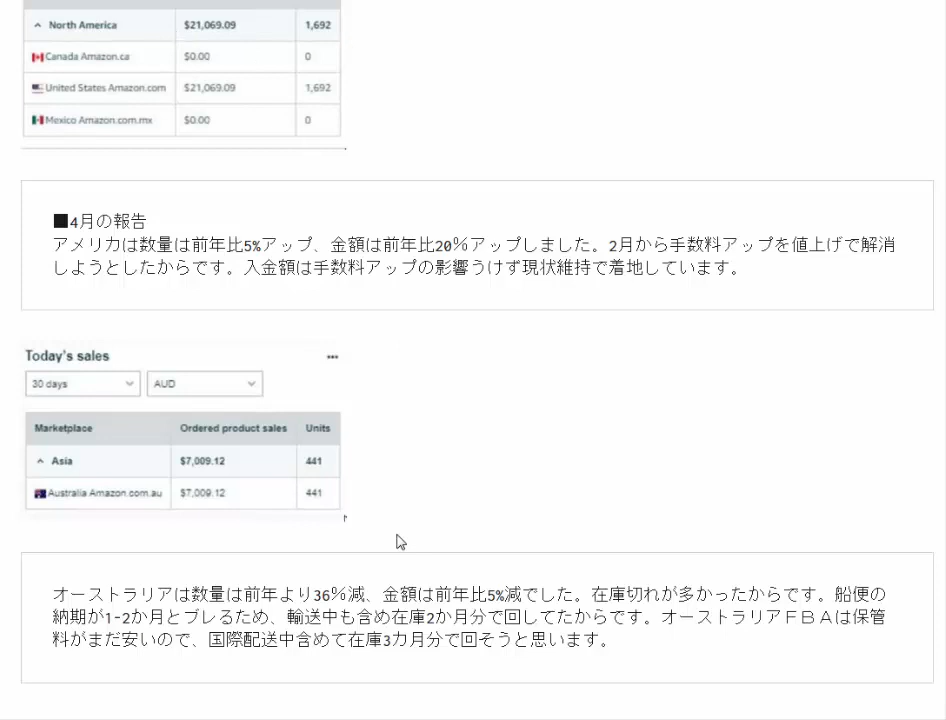 North America $21,069.09 1,692
Canada Amazon.ca $0.00 0
United States Amazon.com $21,069.09 1,692
Mexico Amazon.com.mx $0.00 0
■4月の報告
アメリカは数量は前年比5%アップ、金額は前年比20％アップしました。2月から手数料アップを値上げで解消
しようとしたからです。入金額は手数料アップの影響うけず現状維持で着地しています。
Today's sales ...
30 days AUD
Marketplace Ordered product sales Units
Asia $7,009.12 441
Australia Amazon.com.au $7,009.12 441
オーストラリアは数量は前年より36％減、金額は前年比5%減でした。在庫切れが多かったからです。船便の
納期が1-2か月とブレるため、輸送中も含め在庫2か月分で回してたからです。オーストラリアＦＢＡは保管
料がまだ安いので、国際配送中含めて在庫3カ月分で回そうと思います。